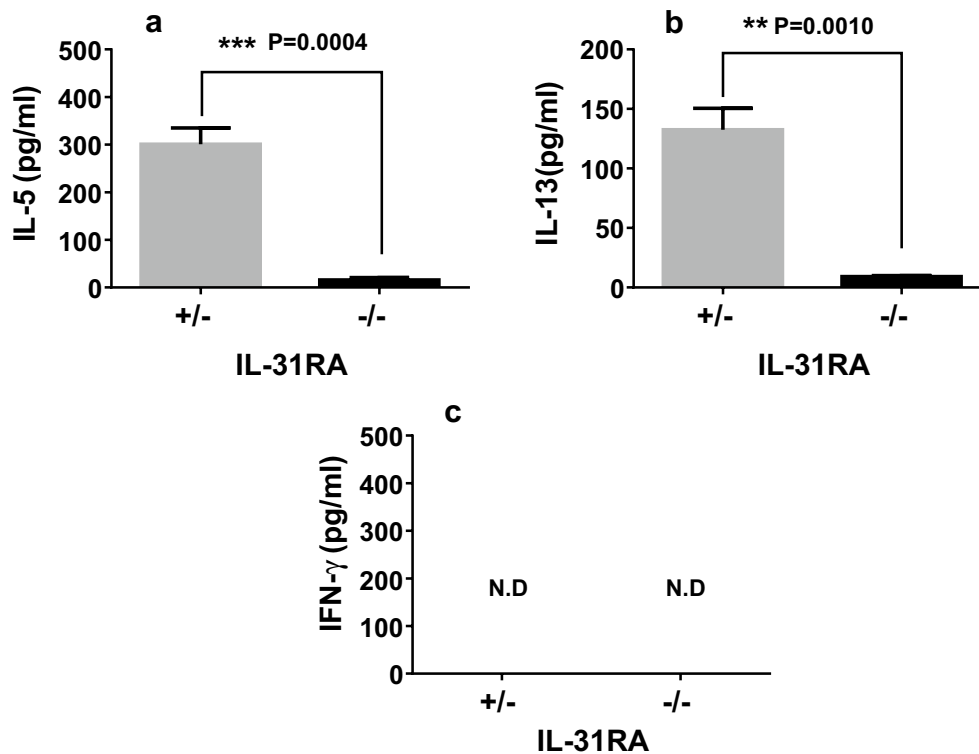 a
*** P=0.0004
500
400
300
200
100
0
IL-5 (pg/ml)
+/- -/-
IL-31RA
b
** P=0.0010
200
150
100
50
0
IL-13(pg/ml)
+/- -/-
IL-31RA
c
500
400
300
200
100
0
IFN-γ (pg/ml)
N.D N.D
+/- -/-
IL-31RA